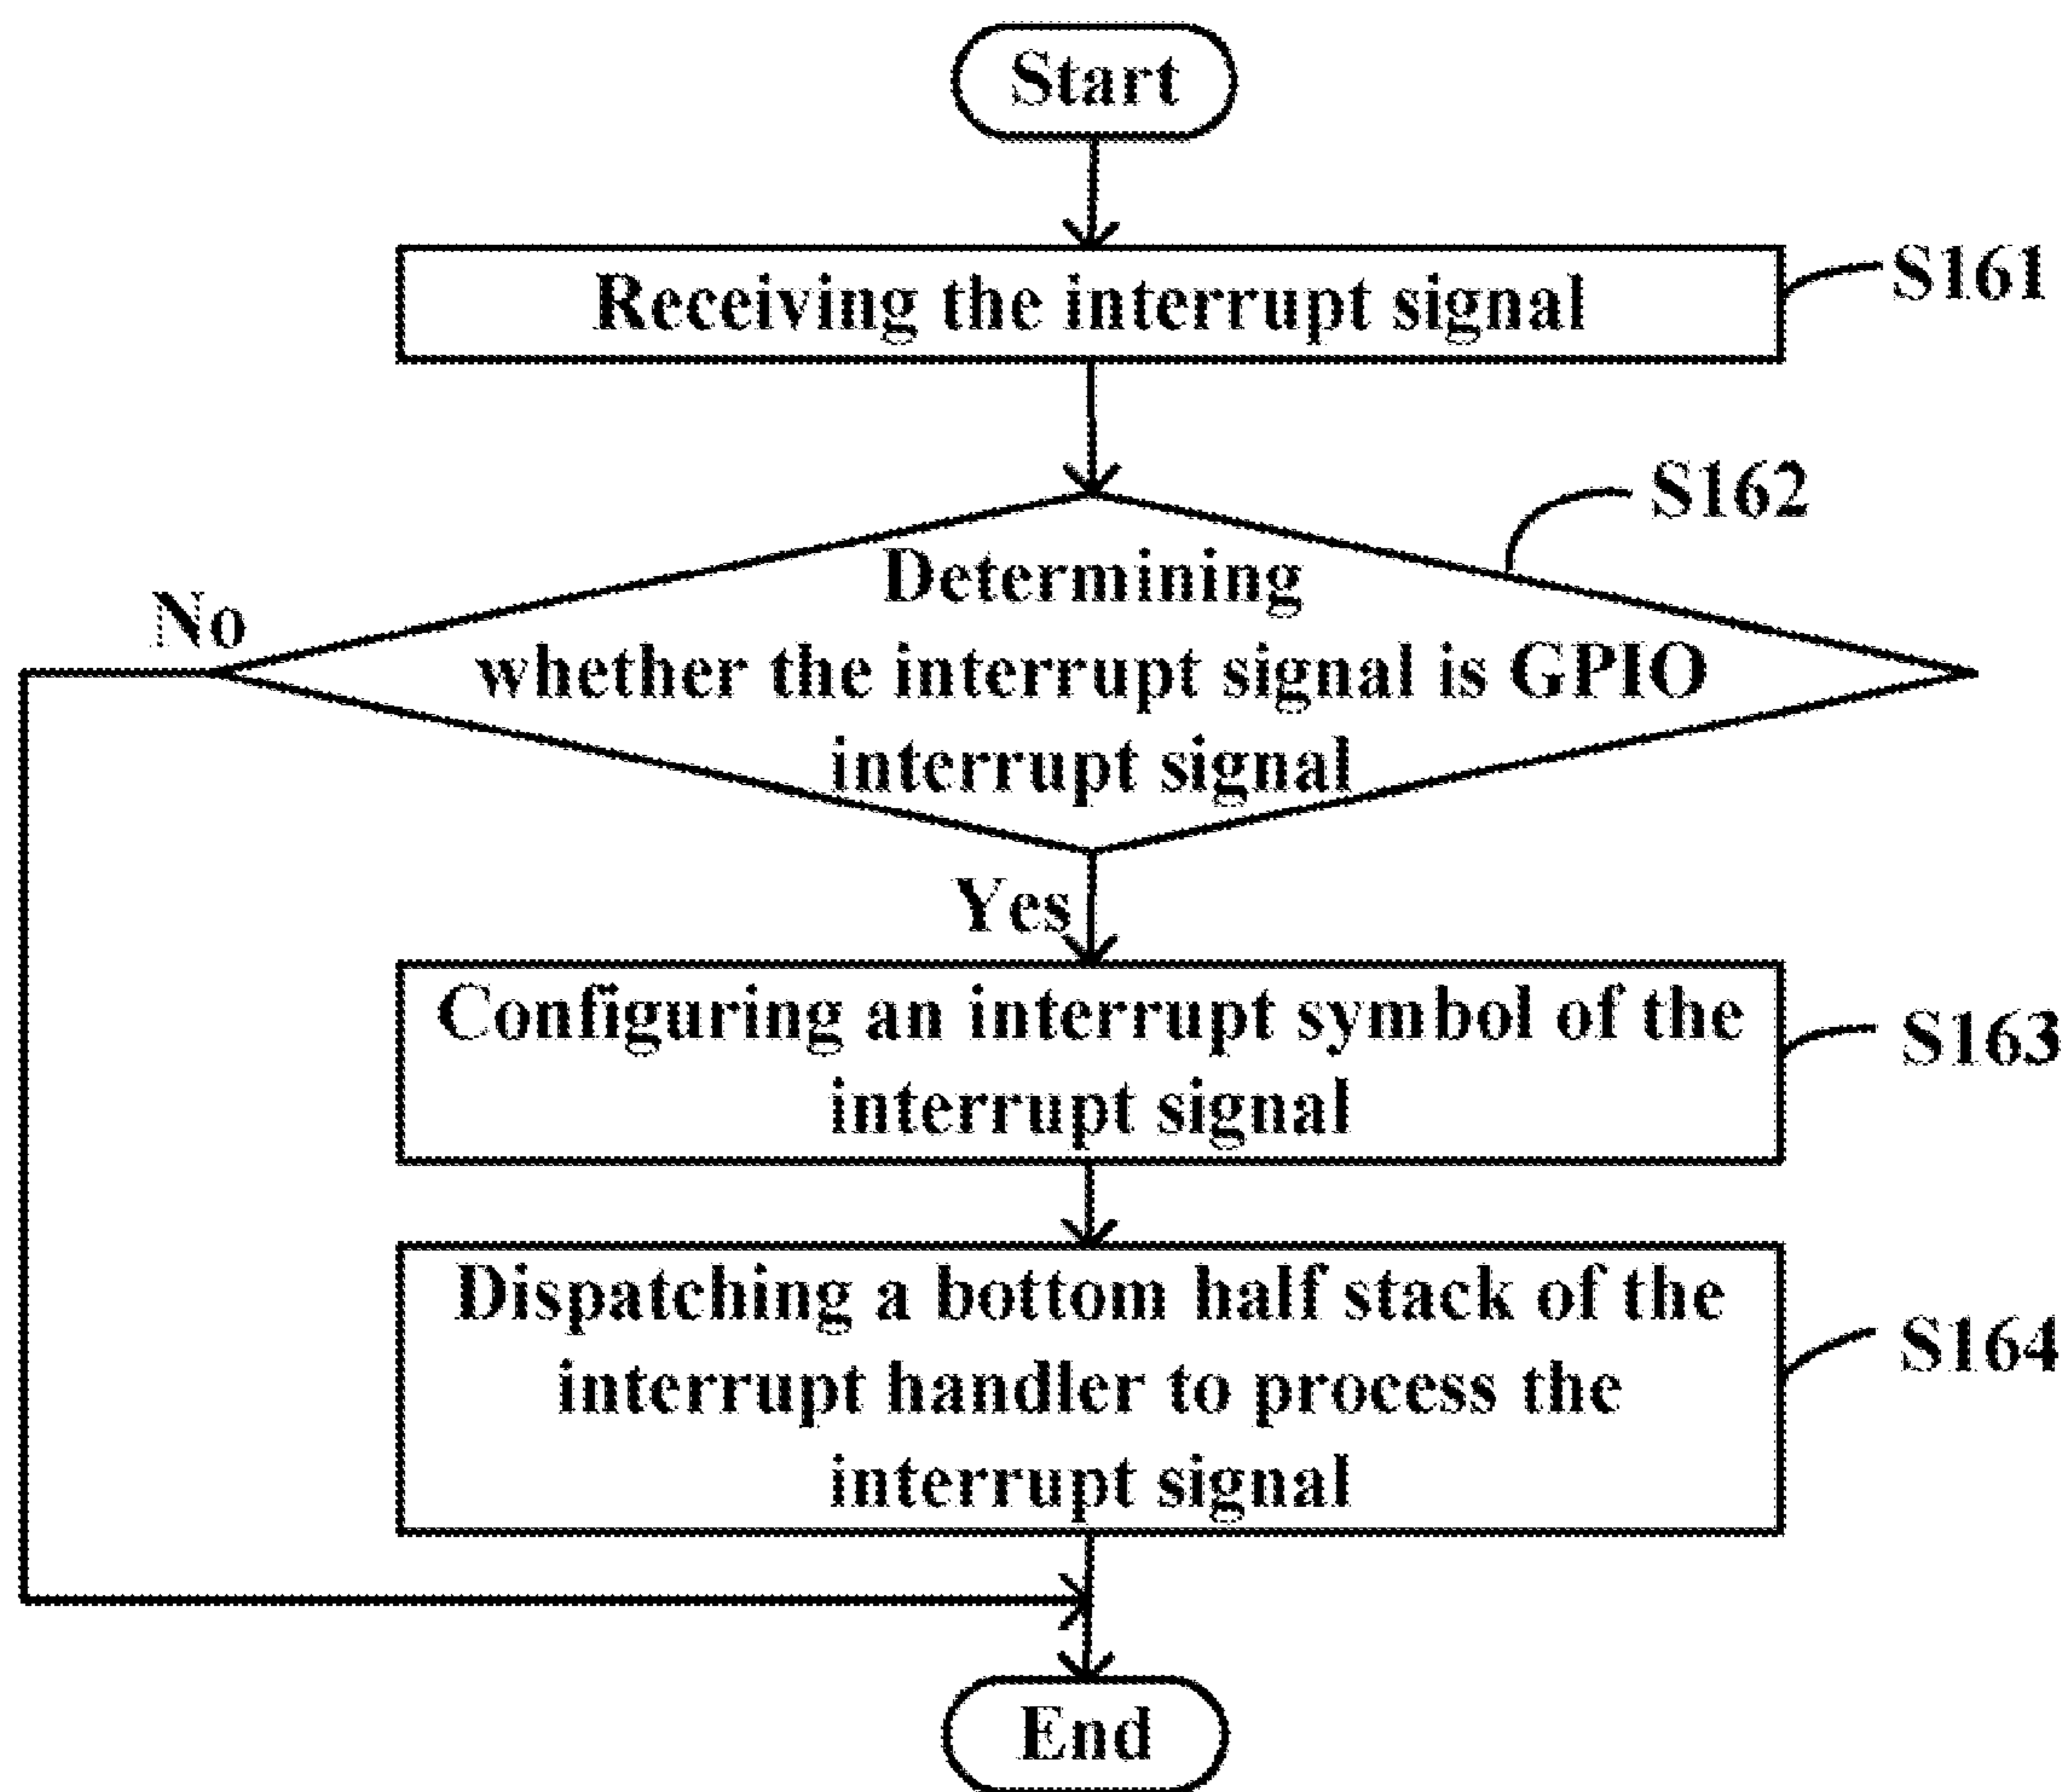 Start
Receiving the interrupt signal
S161
S162
Determining
whether the interrupt signal is GPIO
interrupt signal
No
Yes
Configuring an interrupt symbol of the
interrupt signal
S163
Dispatching a bottom half stack of the
interrupt handler to process the
interrupt signal
S164
End